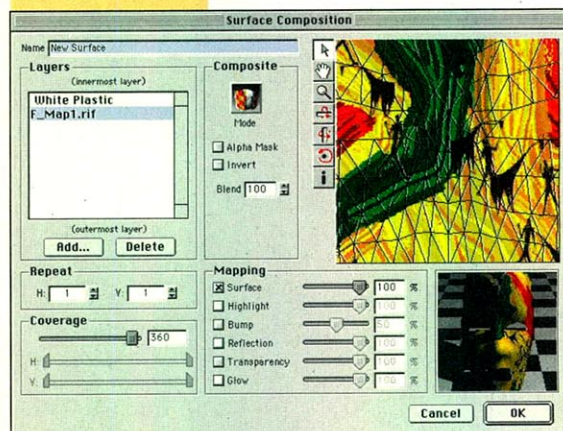 Surface Composition
Name New Surface
Layers
(innermost layer)
White Plastic
F_Map1.rif
(outermost layer)
Add... Delete
Composite
Mode
Alpha Mask
Invert
Blend 100
Repeat
H: 1 V: 1
Coverage
360
H:
V:
Mapping
Surface 100 %
Highlight 100 %
Bump 50 %
Reflection 100 %
Transparency 100 %
Glow 100 %
Cancel OK